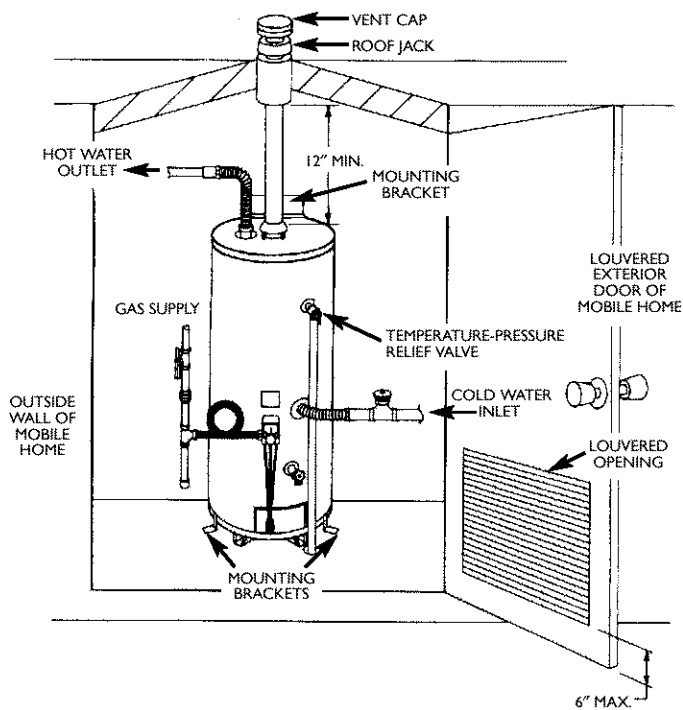 VENT CAP
ROOF JACK
HOT WATER
OUTLET
12" MIN.
MOUNTING
BRACKET
LOUVERED
EXTERIOR
DOOR OF
MOBILE HOME
GAS SUPPLY
TEMPERATURE-PRESSURE
RELIEF VALVE
OUTSIDE
WALL OF
MOBILE
HOME
COLD WATER
INLET
LOUVERED
OPENING
MOUNTING
BRACKETS
6" MAX.